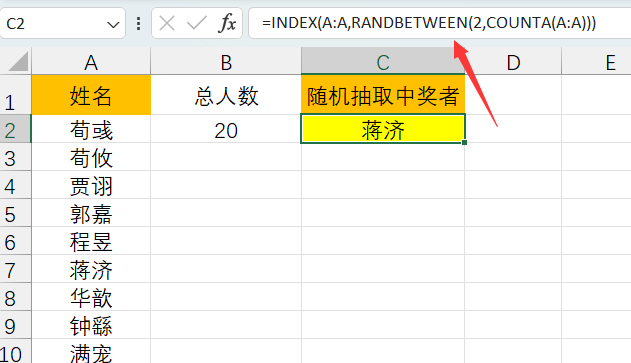 C2 fx =INDEX(A:A,RANDBETWEEN(2,COUNTA(A:A)))
A B C D E
1 姓名 总人数 随机抽取中奖者
2 荀彧 20 蒋济
3 荀攸
4 贾诩
5 郭嘉
6 程昱
7 蒋济
8 华歆
9 钟繇
10 满宠